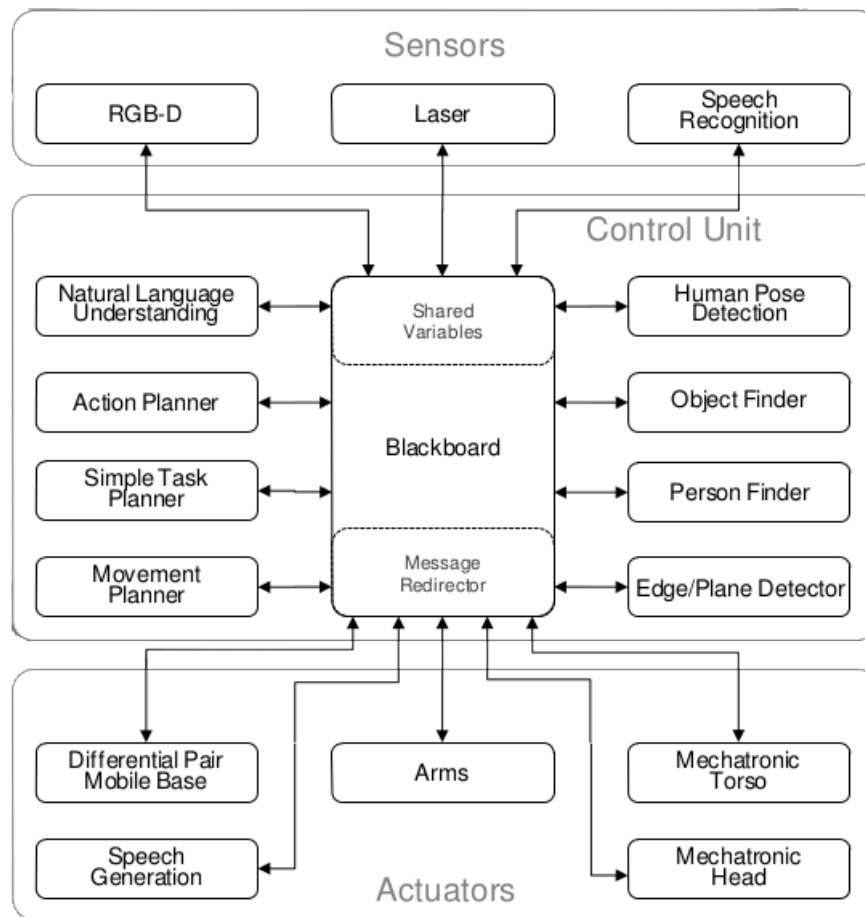 Sensors
RGB-D
Laser
Speech
Recognition
Control Unit
Natural Language
Understanding
Shared
Variables
Human Pose
Detection
Action Planner
Object Finder
Blackboard
Simple Task
Planner
Person Finder
Movement
Planner
Message
Redirector
Edge/Plane Detector
Differential Pair
Mobile Base
Arms
Mechatronic
Torso
Speech
Generation
Mechatronic
Head
Actuators